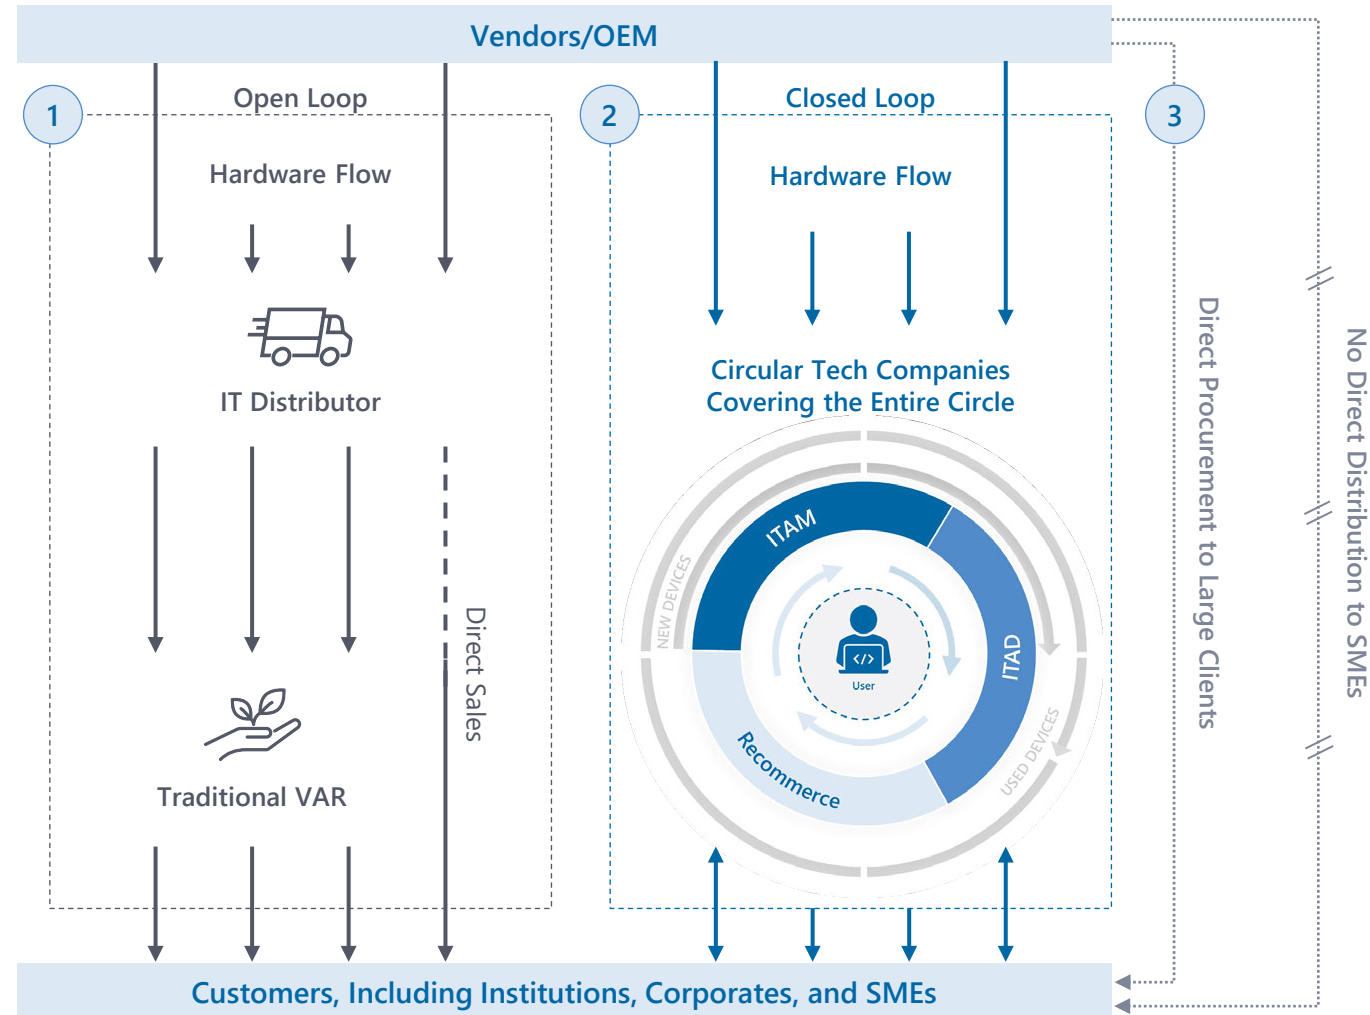 Vendors/OEM
1
Open Loop
Hardware Flow
IT Distributor
Direct Sales
Traditional VAR
2
Closed Loop
Hardware Flow
Circular Tech Companies
Covering the Entire Circle
NEW DEVICES
ITAM
ITAD
Recommerce
USED DEVICES
</>
User
3
Direct Procurement to Large Clients
No Direct Distribution to SMEs
Customers, Including Institutions, Corporates, and SMEs